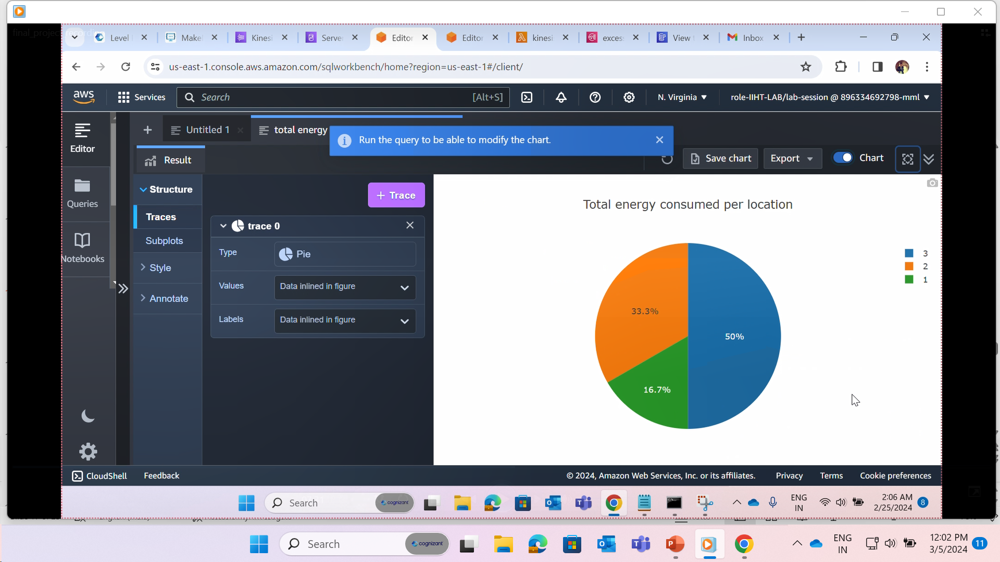 Level
Make
Kinesi
Server
Editor
Editor
kinesi
exces
View
Inbox
us-east-1.console.aws.amazon.com/sqlworkbench/home?region=us-east-1#/client/
aws
Services
Search
[Alt+S]
N. Virginia
role-IIHT-LAB/lab-session @ 896334692798-mml
Editor
Queries
Notebooks
Untitled 1
total energy
Run the query to be able to modify the chart.
Result
Save chart
Export
Chart
Structure
Traces
Subplots
Style
Annotate
+ Trace
trace 0
Type
Pie
Values
Data inlined in figure
Labels
Data inlined in figure
Total energy consumed per location
3
2
1
33.3%
50%
16.7%
CloudShell
Feedback
© 2024, Amazon Web Services, Inc. or its affiliates.
Privacy
Terms
Cookie preferences
Search
cognizant
ENG
IN
2:06 AM
2/25/2024
8
Search
cognizant
ENG
IN
12:02 PM
3/5/2024
11